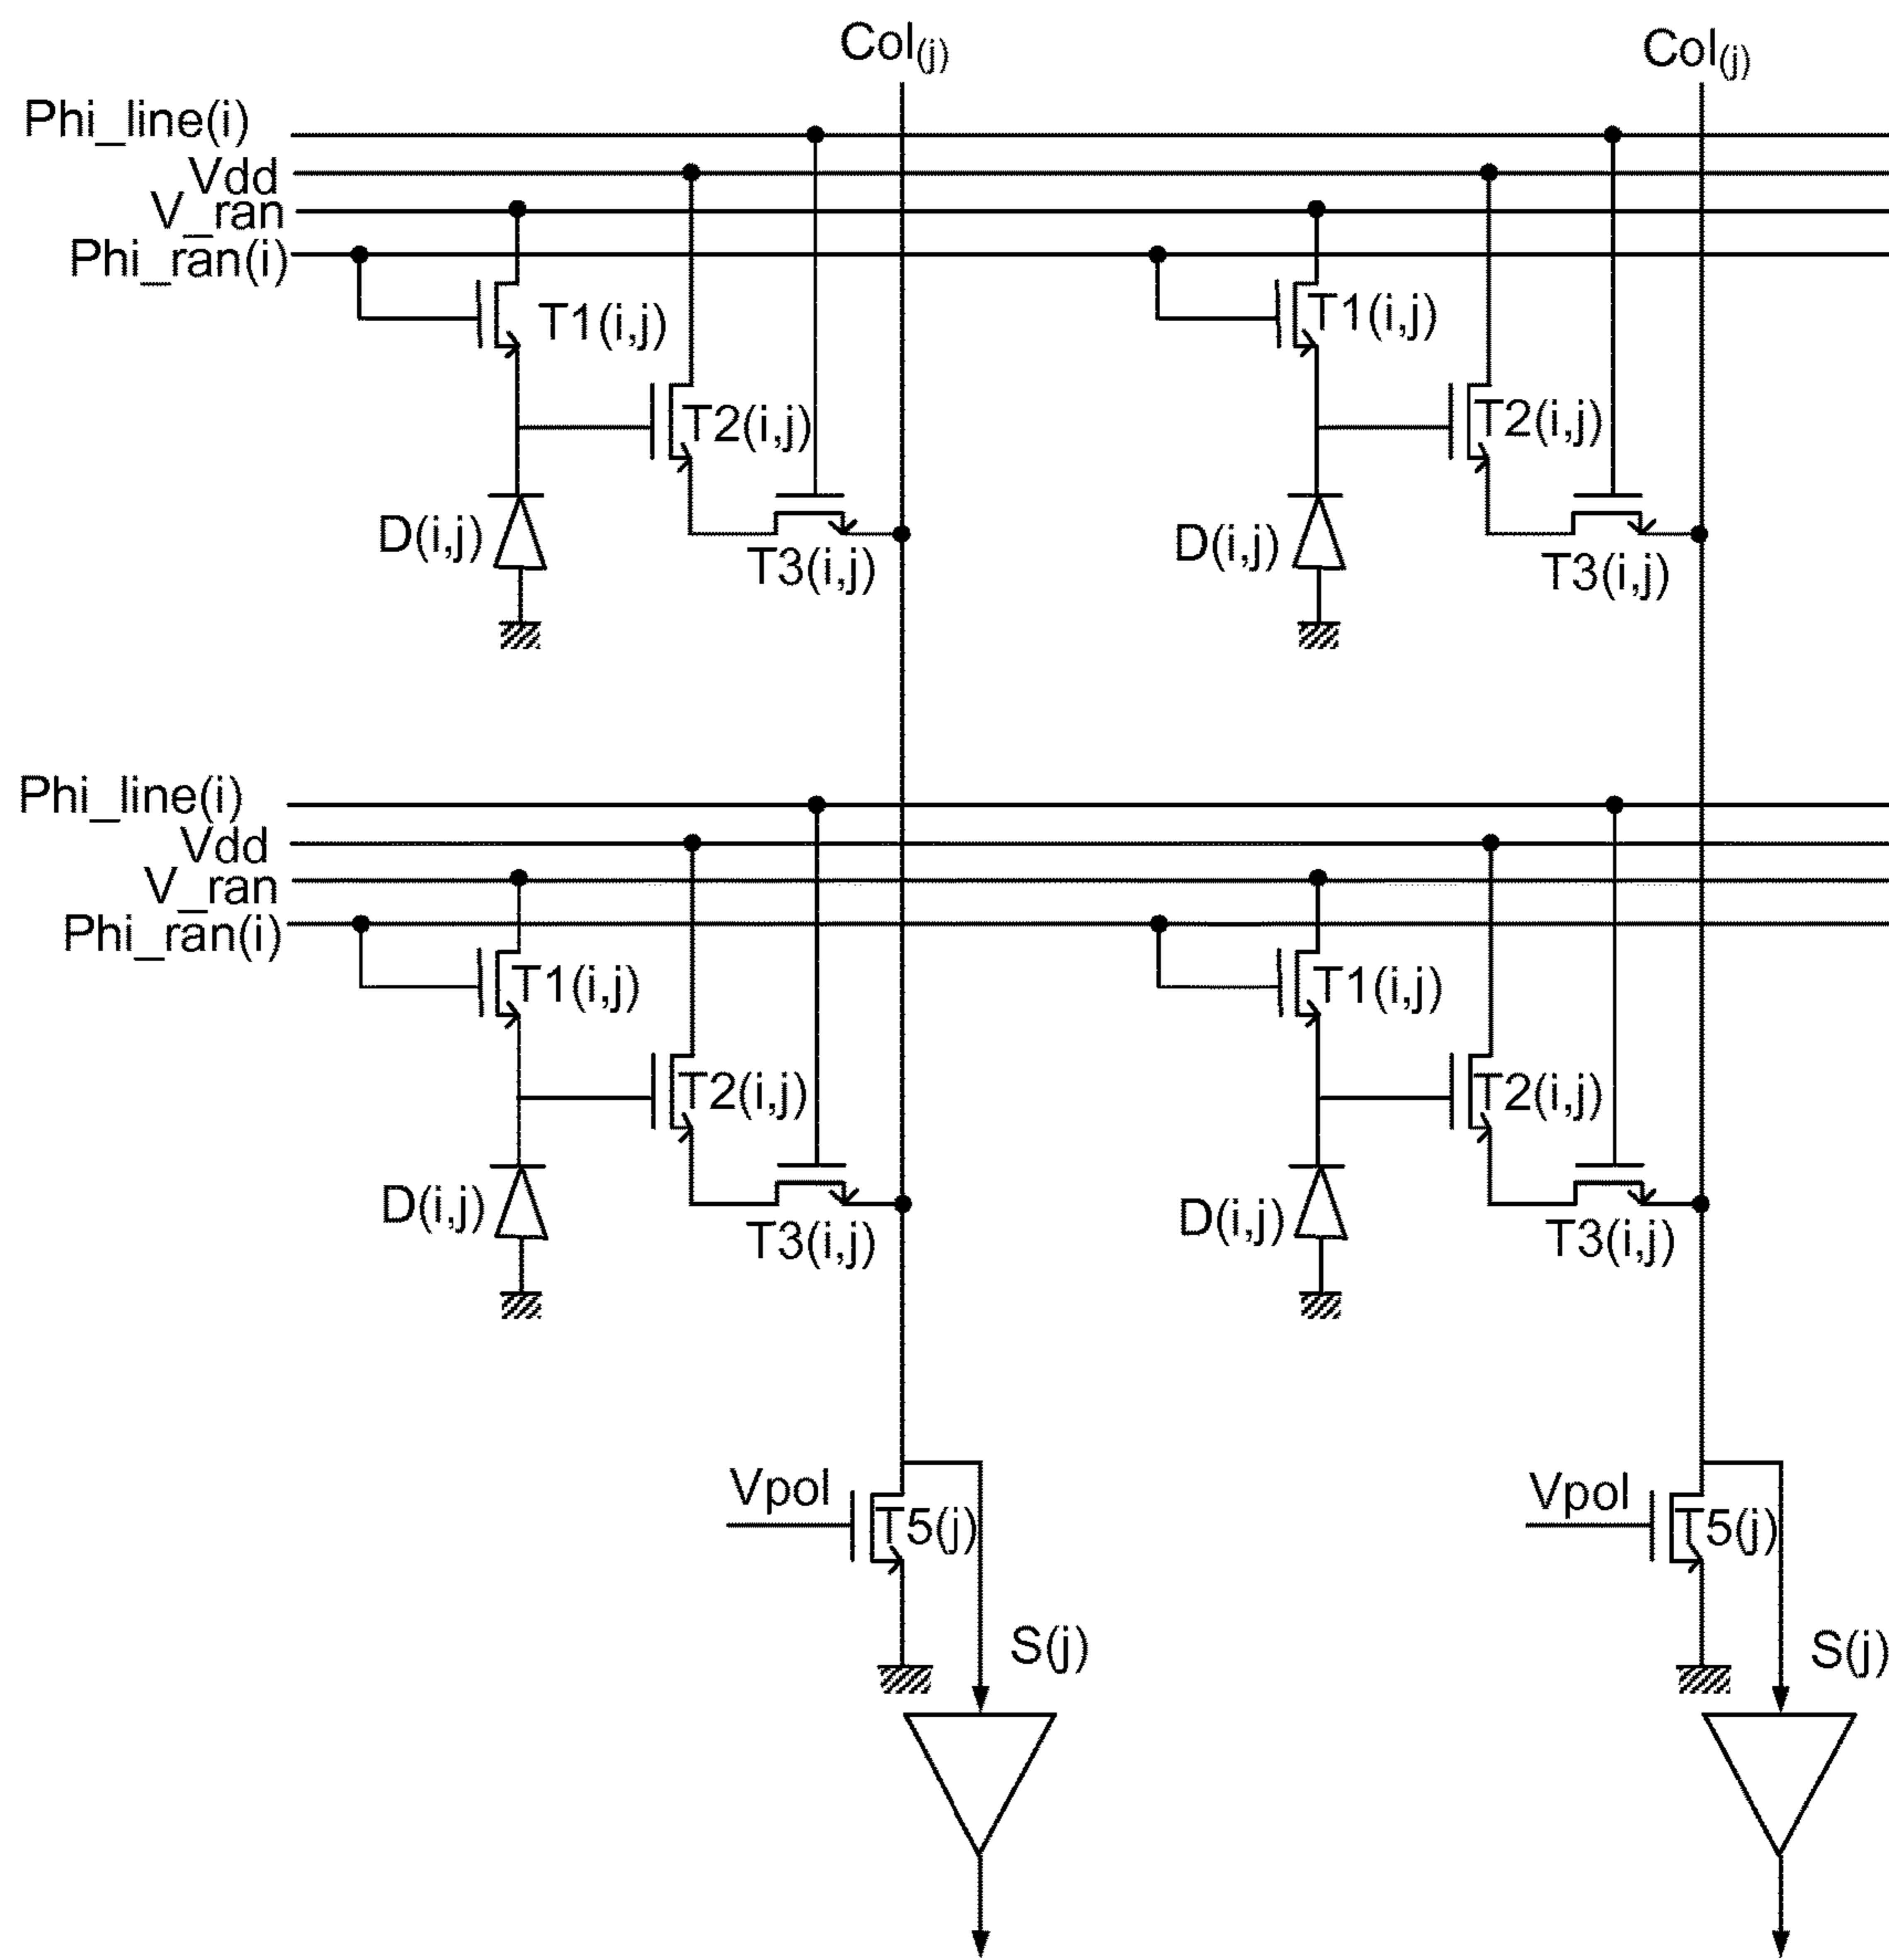 Col(j) Col(j)
Phi_line(i)
Vdd
V_ran
Phi_ran(i)
T1(i,j) T1(i,j)
T2(i,j) T2(i,j)
D(i,j) D(i,j)
T3(i,j) T3(i,j)
Phi_line(i)
Vdd
V_ran
Phi_ran(i)
T1(i,j) T1(i,j)
T2(i,j) T2(i,j)
D(i,j) D(i,j)
T3(i,j) T3(i,j)
Vpol Vpol
T5(j) T5(j)
S(j) S(j)